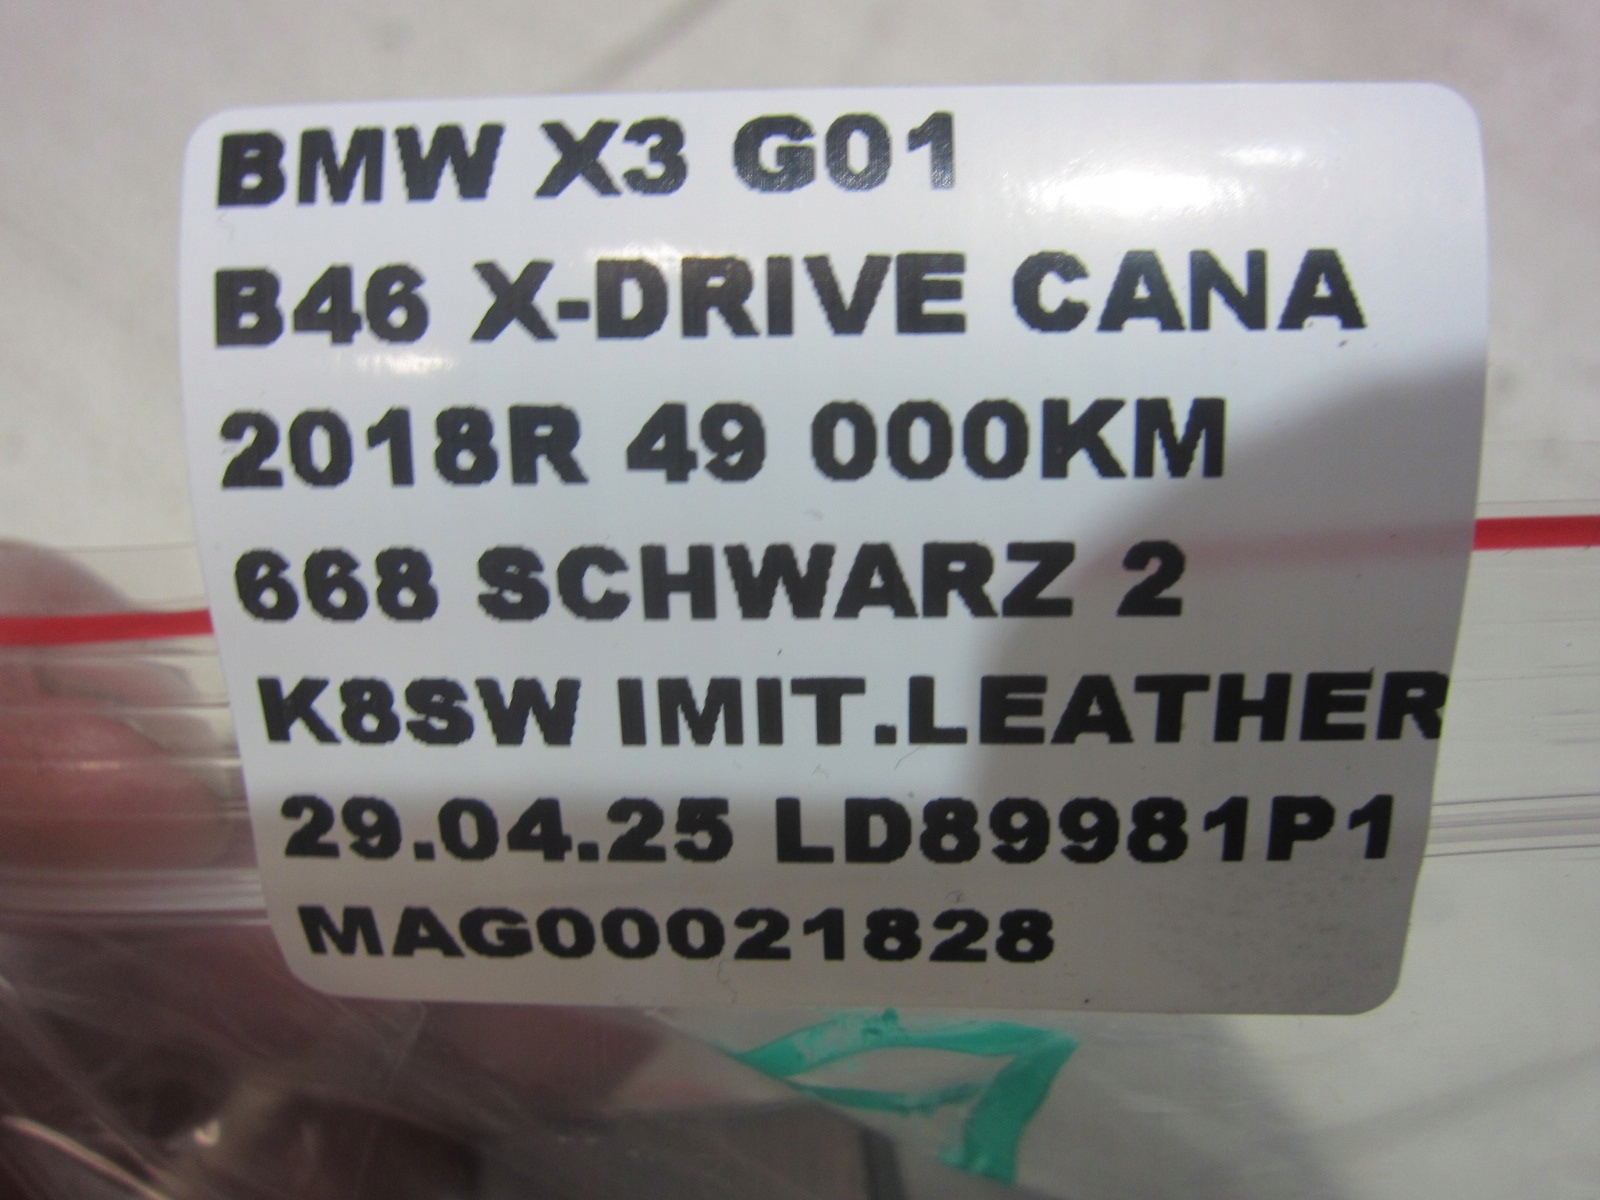 BMW X3 G01
B46 X-DRIVE CANA
2018R 49 000KM
668 SCHWARZ 2
K8SW IMIT.LEATHER
29.04.25 LD89981P1
MAG00021828